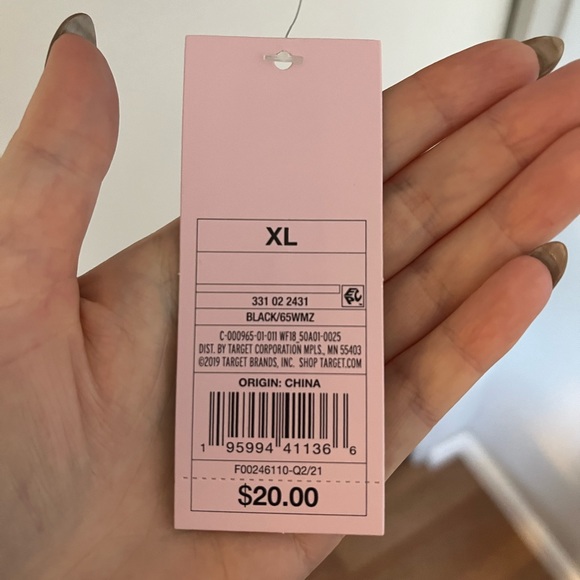 XL
331 02 2431
BLACK/65WMZ
C-000965-01-011 WF18_50A01-0025
DIST. BY TARGET CORPORATION MPLS., MN 55403
©2019 TARGET BRANDS, INC. SHOP TARGET.COM
ORIGIN: CHINA
1 95994 41136 6
F00246110-Q2/21
$20.00